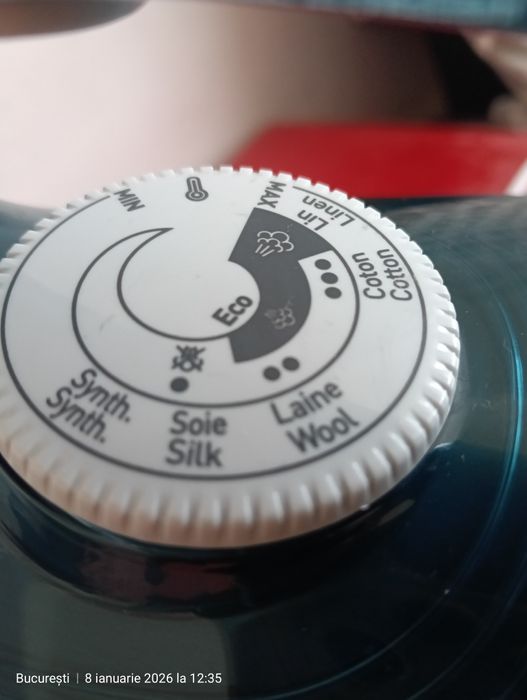 MIN
MAX
Lin
Linen
Coton
Cotton
Eco
Laine
Wool
Soie
Silk
Synth.
Synth.
București | 8 ianuarie 2026 la 12:35